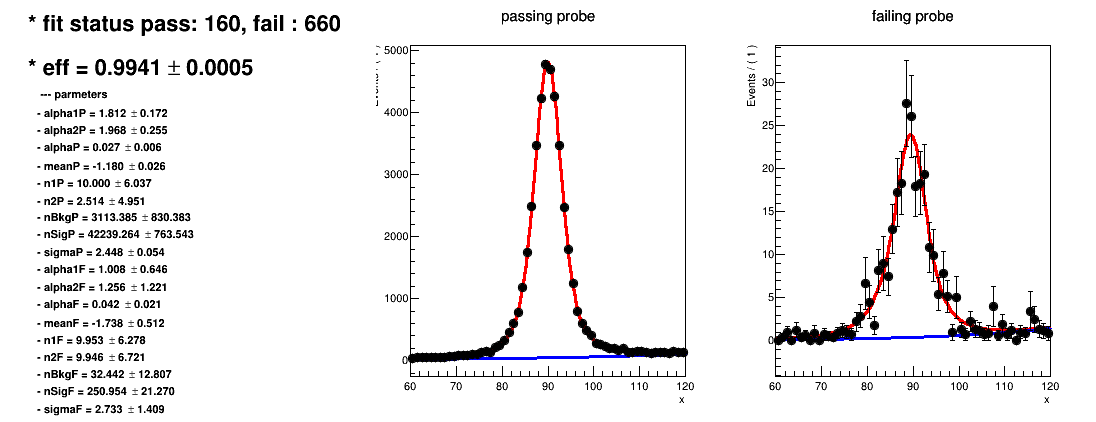 * fit status pass: 160, fail : 660
* eff = 0.9941 ± 0.0005
--- parmeters
- alpha1P = 1.812 ± 0.172
- alpha2P = 1.968 ± 0.255
- alphaP = 0.027 ± 0.006
- meanP = -1.180 ± 0.026
- n1P = 10.000 ± 6.037
- n2P = 2.514 ± 4.951
- nBkgP = 3113.385 ± 830.383
- nSigP = 42239.264 ± 763.543
- sigmaP = 2.448 ± 0.054
- alpha1F = 1.008 ± 0.646
- alpha2F = 1.256 ± 1.221
- alphaF = 0.042 ± 0.021
- meanF = -1.738 ± 0.512
- n1F = 9.953 ± 6.278
- n2F = 9.946 ± 6.721
- nBkgF = 32.442 ± 12.807
- nSigF = 250.954 ± 21.270
- sigmaF = 2.733 ± 1.409
passing probe
5000
4000
3000
2000
1000
0
60 70 80 90 100 110 120
x
failing probe
Events / ( 1 )
30
25
20
15
10
5
0
60 70 80 90 100 110 120
x